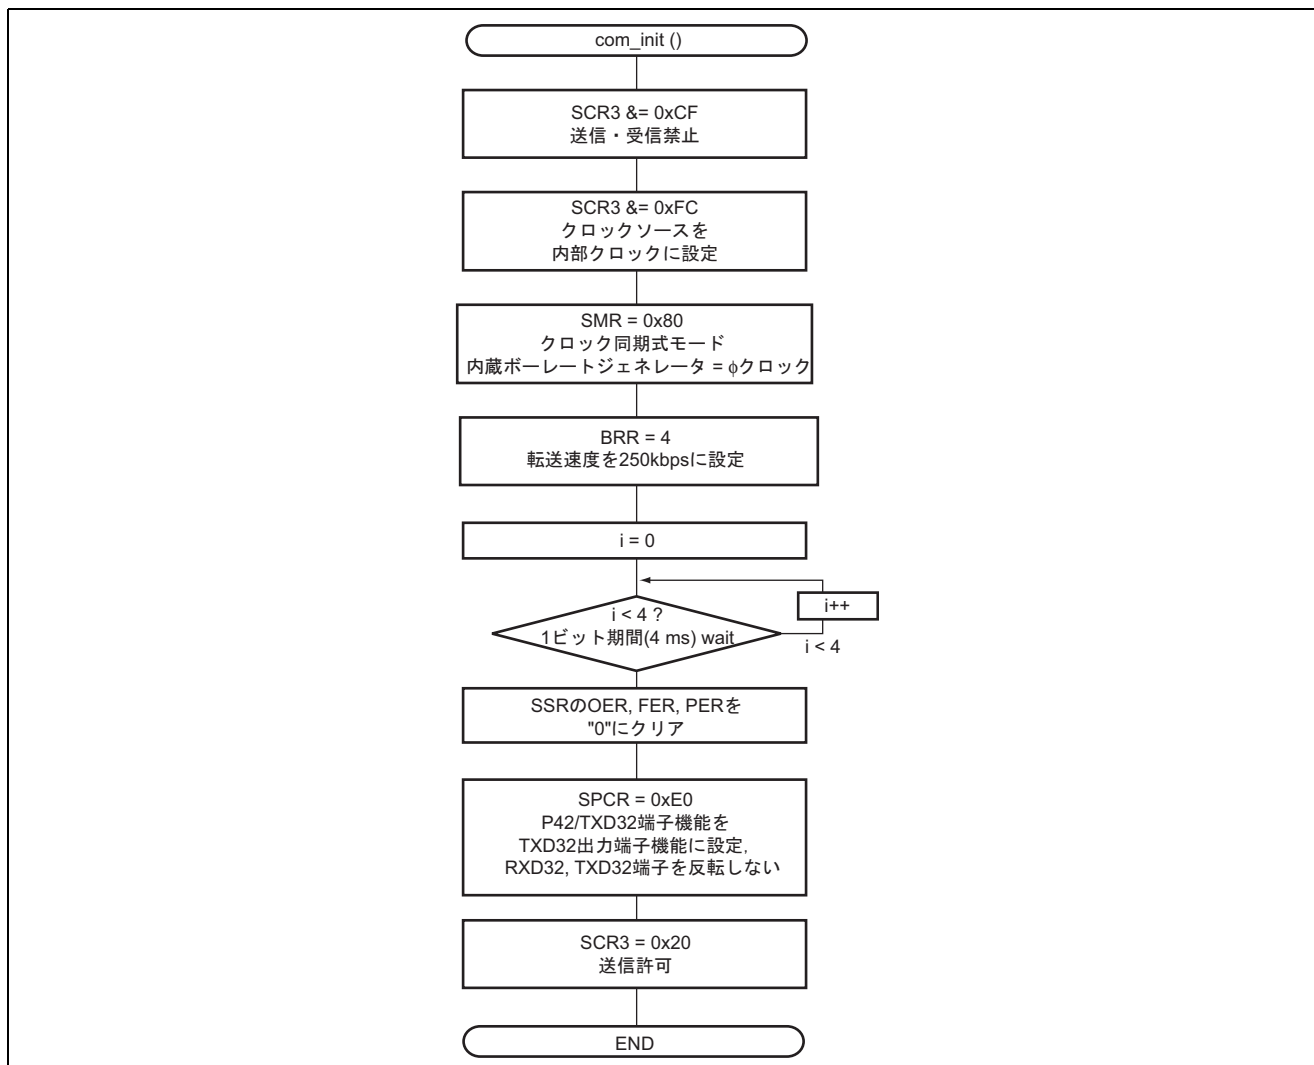 com_init ()
SCR3 &= 0xCF
送信・受信禁止
SCR3 &= 0xFC
クロックソースを
内部クロックに設定
SMR = 0x80
クロック同期式モード
内蔵ボーレートジェネレータ = φクロック
BRR = 4
転送速度を250kbpsに設定
i = 0
i++
i < 4 ?
1ビット期間(4 ms) wait
i < 4
SSRのOER, FER, PERを
"0"にクリア
SPCR = 0xE0
P42/TXD32端子機能を
TXD32出力端子機能に設定,
RXD32, TXD32端子を反転しない
SCR3 = 0x20
送信許可
END